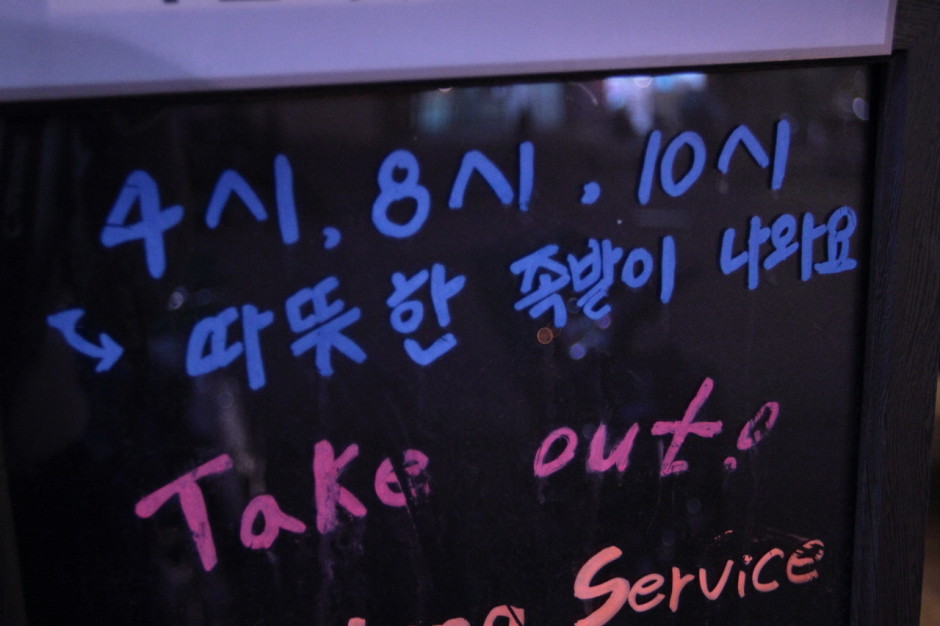 4시, 8시, 10시
따뜻한 족발이 나와요
Take out.
Service